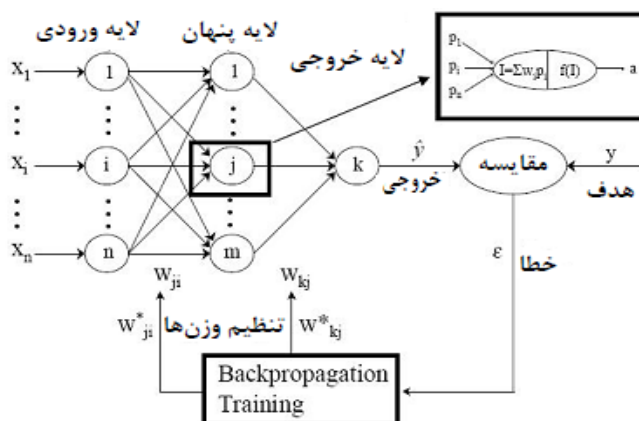 لایه ورودی
لایه پنهان
لایه خروجی
p₁
pᵢ
pₙ
I=Σwᵢpᵢ f(I)
a
x₁ 1 1
xᵢ i j k
ŷ
خروجی
مقایسه
y
هدف
xₙ n m
ε
خطا
wⱼᵢ wₖⱼ
w*ⱼᵢ تنظیم وزن‌ها w*ₖⱼ
Backpropagation
Training